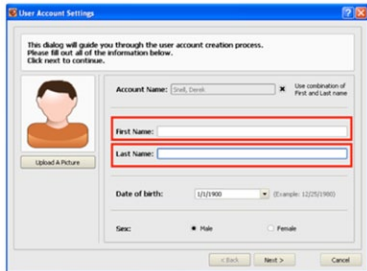 User Account Settings
This dialog will guide you through the user account creation process.
Please fill out all of the information below.
Click next to continue.
Account Name: Snell, Derek
Use combination of
First and Last name
First Name:
Last Name:
Upload A Picture
Date of birth: 1/1/1900 (Example: 12/25/1980)
Sex: Male Female
< Back Next > Cancel